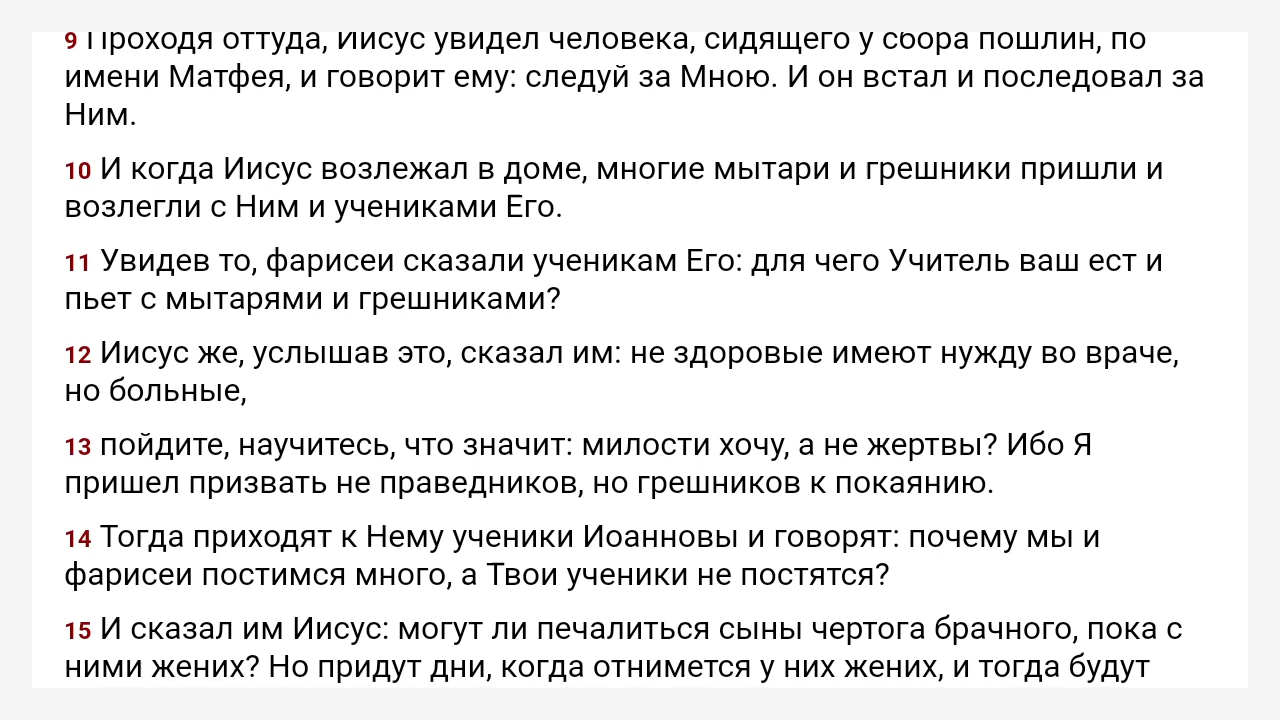 9 Проходя оттуда, Иисус увидел человека, сидящего у сбора пошлин, по
имени Матфея, и говорит ему: следуй за Мною. И он встал и последовал за
Ним.
10 И когда Иисус возлежал в доме, многие мытари и грешники пришли и
возлегли с Ним и учениками Его.
11 Увидев то, фарисеи сказали ученикам Его: для чего Учитель ваш ест и
пьет с мытарями и грешниками?
12 Иисус же, услышав это, сказал им: не здоровые имеют нужду во враче,
но больные,
13 пойдите, научитесь, что значит: милости хочу, а не жертвы? Ибо Я
пришел призвать не праведников, но грешников к покаянию.
14 Тогда приходят к Нему ученики Иоанновы и говорят: почему мы и
фарисеи постимся много, а Твои ученики не постятся?
15 И сказал им Иисус: могут ли печалиться сыны чертога брачного, пока с
ними жених? Но придут дни, когда отнимется у них жених, и тогда будут